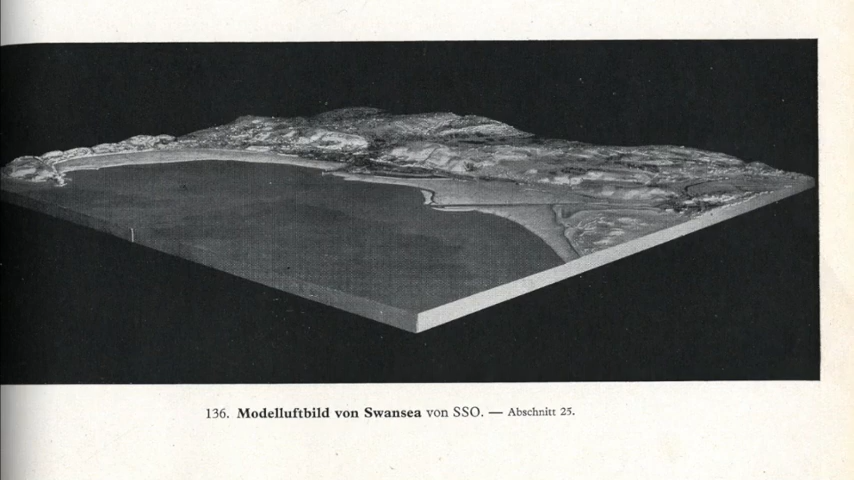 136. Modelluftbild von Swansea von SSO. — Abschnitt 25.